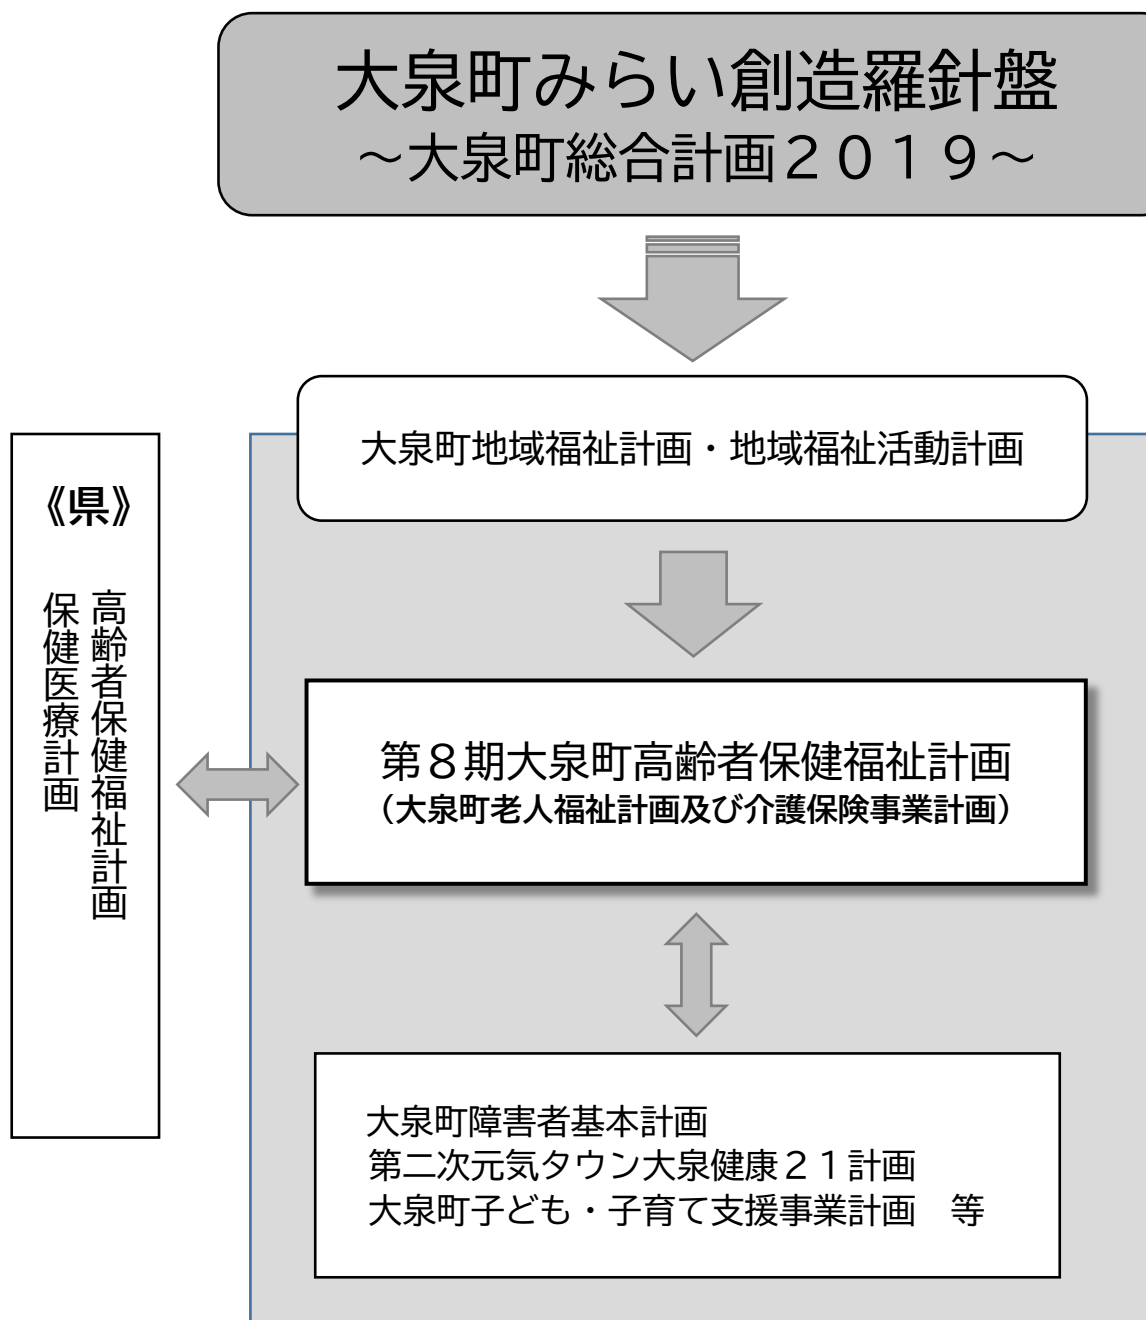 大泉町みらい創造羅針盤
～大泉町総合計画２０１９～
大泉町地域福祉計画・地域福祉活動計画
《県》
高齢者保健福祉計画
保健医療計画
第８期大泉町高齢者保健福祉計画
（大泉町老人福祉計画及び介護保険事業計画）
大泉町障害者基本計画
第二次元気タウン大泉健康２１計画
大泉町子ども・子育て支援事業計画　等